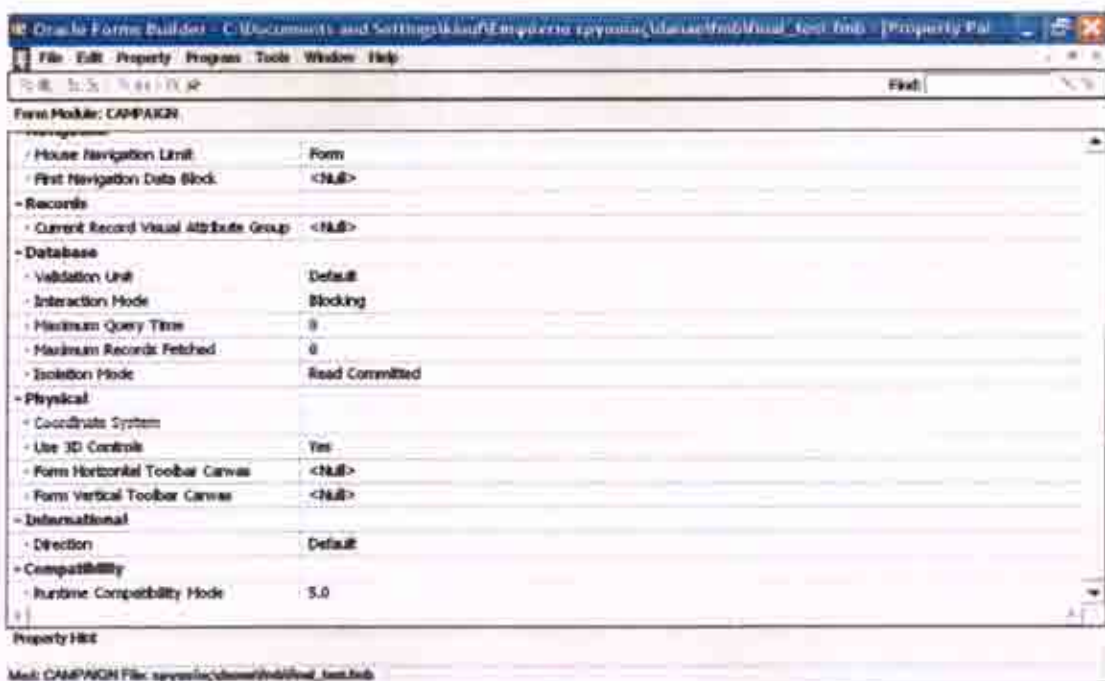 Oracle Forms Builder - C:\Documents and Settings\ - [Property Pal
File Edit Property Program Tools Window Help
Find:
Form Module: CAMPAIGN
Navigation
Mouse Navigation Limit Form
First Navigation Data Block <Null>
- Records
Current Record Visual Attribute Group <Null>
- Database
Validation Unit Default
Interaction Mode Blocking
Maximum Query Time 0
Maximum Records Fetched 0
Isolation Mode Read Committed
- Physical
Coordinate System
Use 3D Controls Yes
Form Horizontal Toolbar Canvas <Null>
Form Vertical Toolbar Canvas <Null>
- International
Direction Default
- Compatibility
Runtime Compatibility Mode 5.0
Property Hint
Mod: CAMPAIGN File: